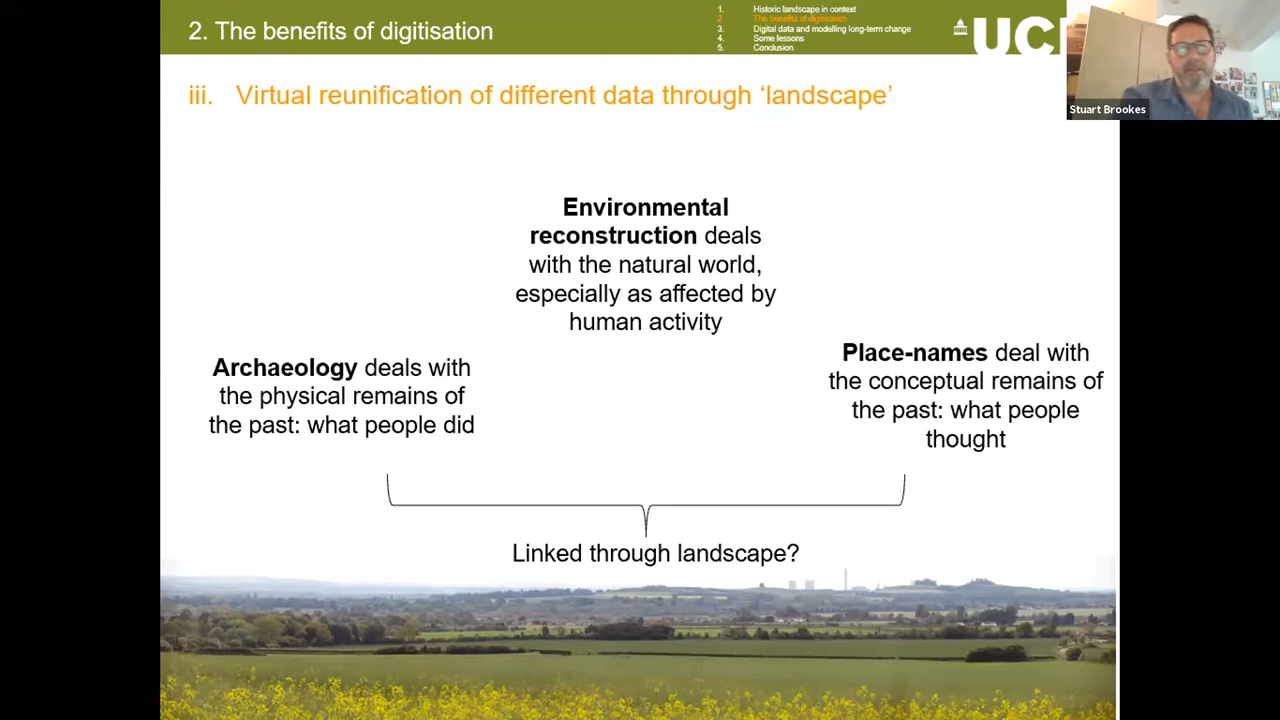 2. The benefits of digitisation
1. Historic landscape in context
2 The benefits of digitisation
3. Digital data and modelling long-term change
4. Some lessons
5. Conclusion
UCL
Stuart Brookes
iii. Virtual reunification of different data through ‘landscape’
Environmental
reconstruction deals
with the natural world,
especially as affected by
human activity
Archaeology deals with
the physical remains of
the past: what people did
Place-names deal with
the conceptual remains of
the past: what people
thought
Linked through landscape?